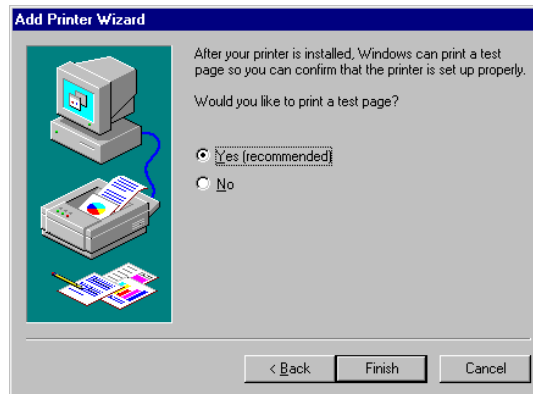 Add Printer Wizard
After your printer is installed, Windows can print a test
page so you can confirm that the printer is set up properly.
Would you like to print a test page?
Yes (recommended)
No
< Back
Finish
Cancel